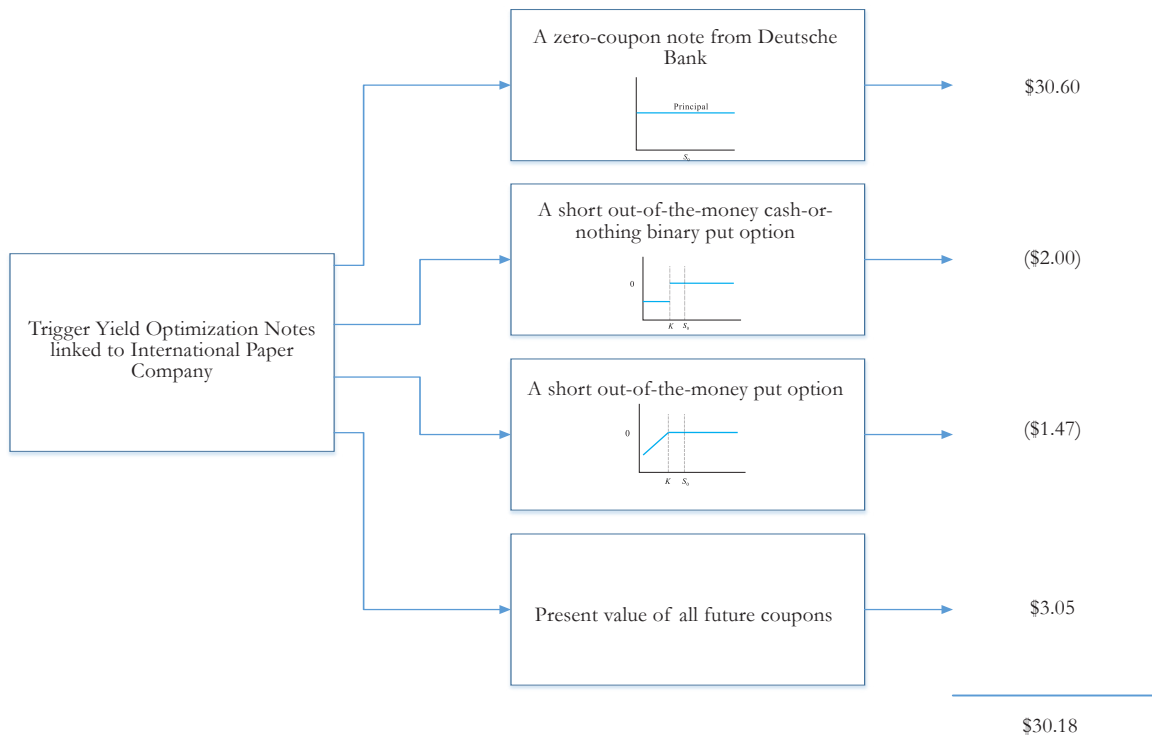 A zero-coupon note from Deutsche
Bank
Principal
S0
$30.60
A short out-of-the-money cash-or-
nothing binary put option
0
K S0
($2.00)
Trigger Yield Optimization Notes
linked to International Paper
Company
A short out-of-the-money put option
0
K S0
($1.47)
Present value of all future coupons
$3.05
$30.18